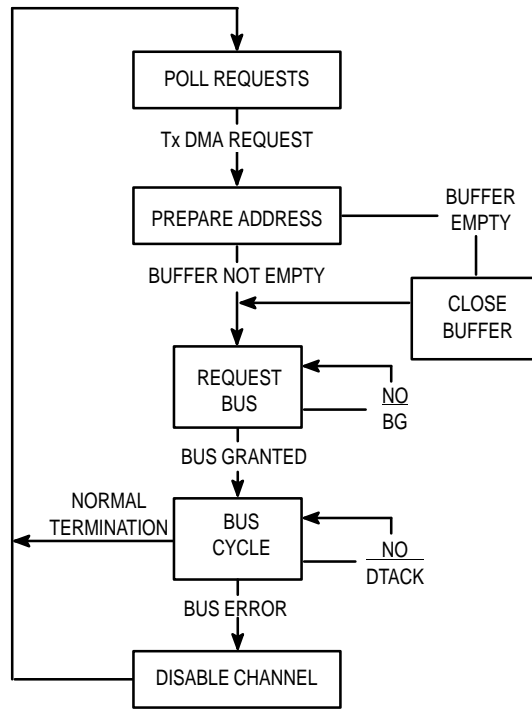 POLL REQUESTS
Tx DMA REQUEST
PREPARE ADDRESS
BUFFER
EMPTY
BUFFER NOT EMPTY
CLOSE
BUFFER
REQUEST
BUS
NO
BG
BUS GRANTED
NORMAL
TERMINATION
BUS
CYCLE
NO
DTACK
BUS ERROR
DISABLE CHANNEL